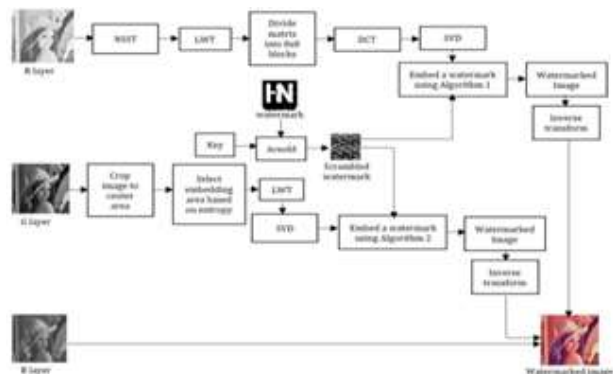 Divide
matrix
into 8x8
blocks
NSST
LWT
DCT
SVD
R layer
Embed a watermark
using Algorithm 1
Watermarked
Image
HN
watermark
Inverse
transform
Key
Arnold
Scrambled
watermark
Crop
image to
center
area
Select
embedding
area based
on entropy
LWT
G layer
SVD
Embed a watermark
using Algorithm 2
Watermarked
Image
Inverse
transform
B layer
Watermarked image